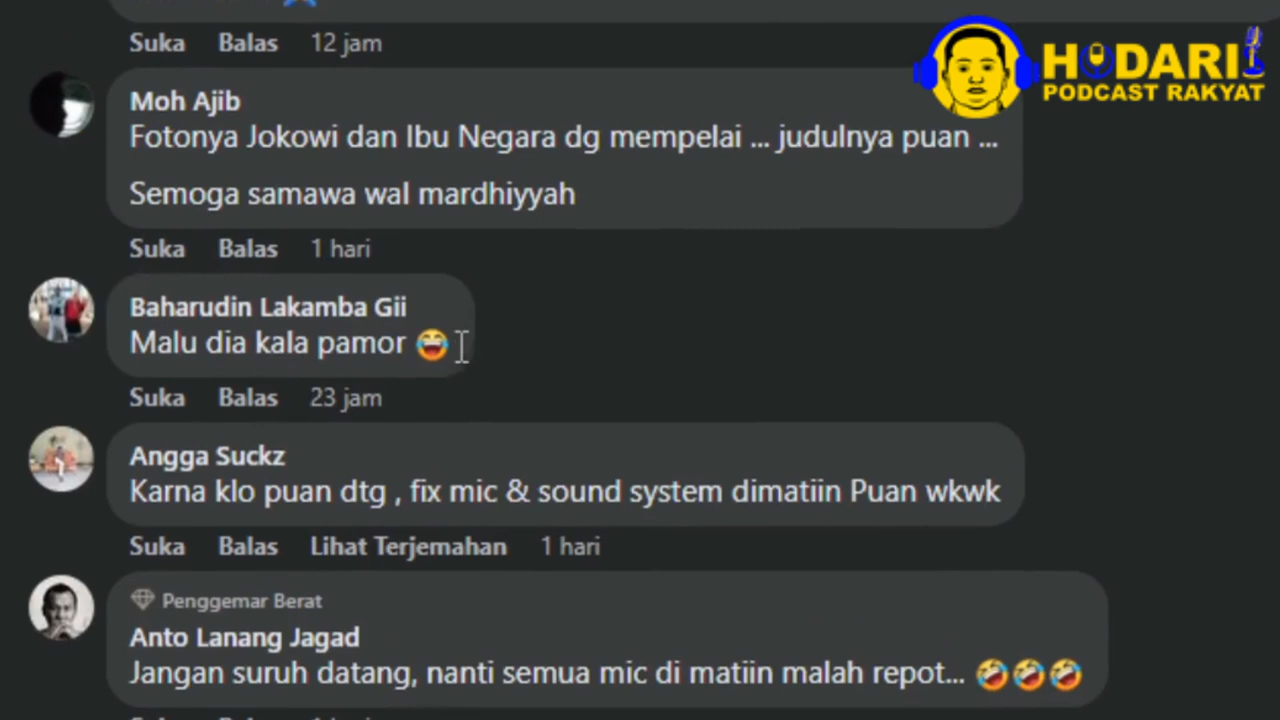 Suka Balas 12 jam
HODARI
PODCAST RAKYAT
Moh Ajib
Fotonya Jokowi dan Ibu Negara dg mempelai ... judulnya puan ...
Semoga samawa wal mardhiyyah
Suka Balas 1 hari
Baharudin Lakamba Gii
Malu dia kala pamor 😅
Suka Balas 23 jam
Angga Suckz
Karna klo puan dtg , fix mic & sound system dimatiin Puan wkwk
Suka Balas Lihat Terjemahan 1 hari
Penggemar Berat
Anto Lanang Jagad
Jangan suruh datang, nanti semua mic di matiin malah repot... 🤣🤣🤣